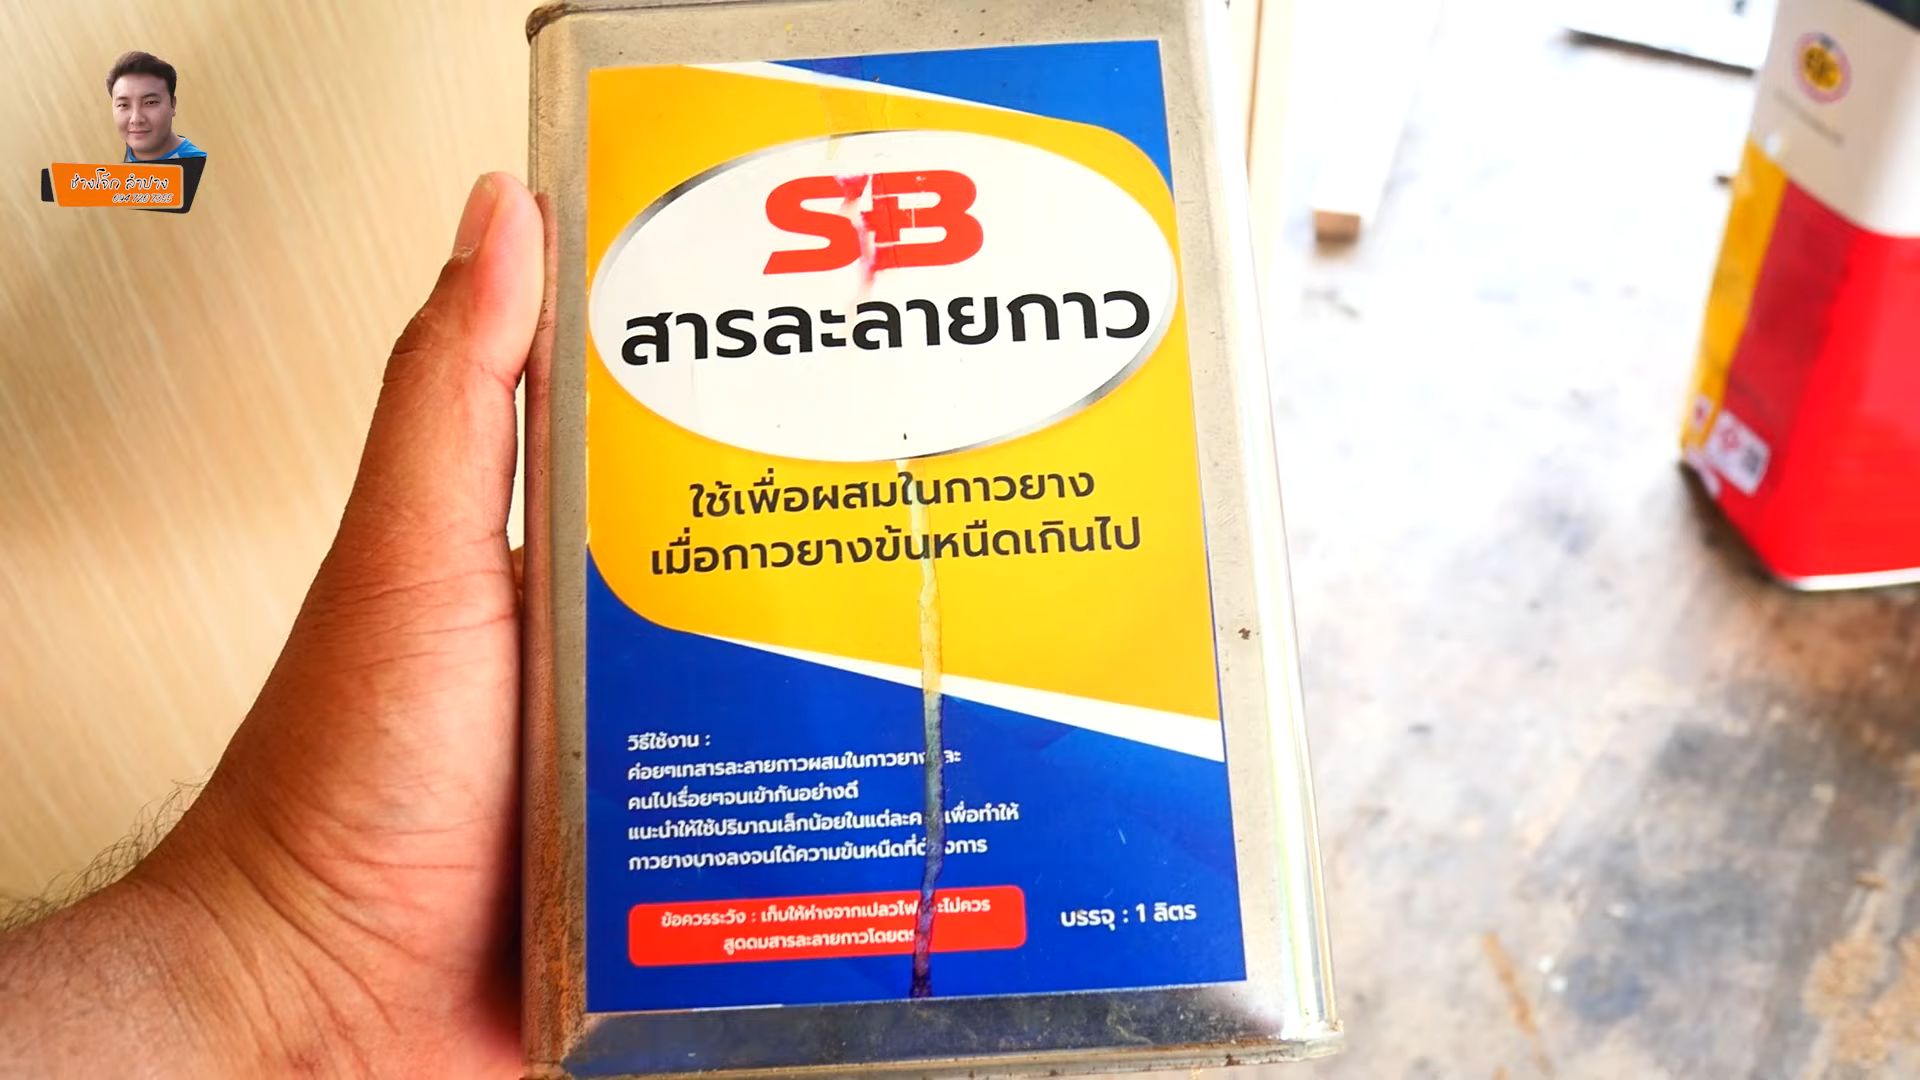 ช่างโจ๊ก ลำปาง
SB
สารละลายกาว
ใช้เพื่อผสมในกาวยาง
เมื่อกาวยางข้นหนืดเกินไป
วิธีใช้งาน :
ค่อยๆเทสารละลายกาวผสมในกาวยาง
คนไปเรื่อยๆจนเข้ากันอย่างดี
แนะนำให้ใช้ปริมาณเล็กน้อยในแต่ละ เพื่อทำให้
กาวยางบางลงจนได้ความข้นหนืดที่ต้องการ
ข้อควรระวัง : เก็บให้ห่างจากเปลวไฟ ไม่ควร
สูดดมสารละลายกาวโดย
บรรจุ : 1 ลิตร